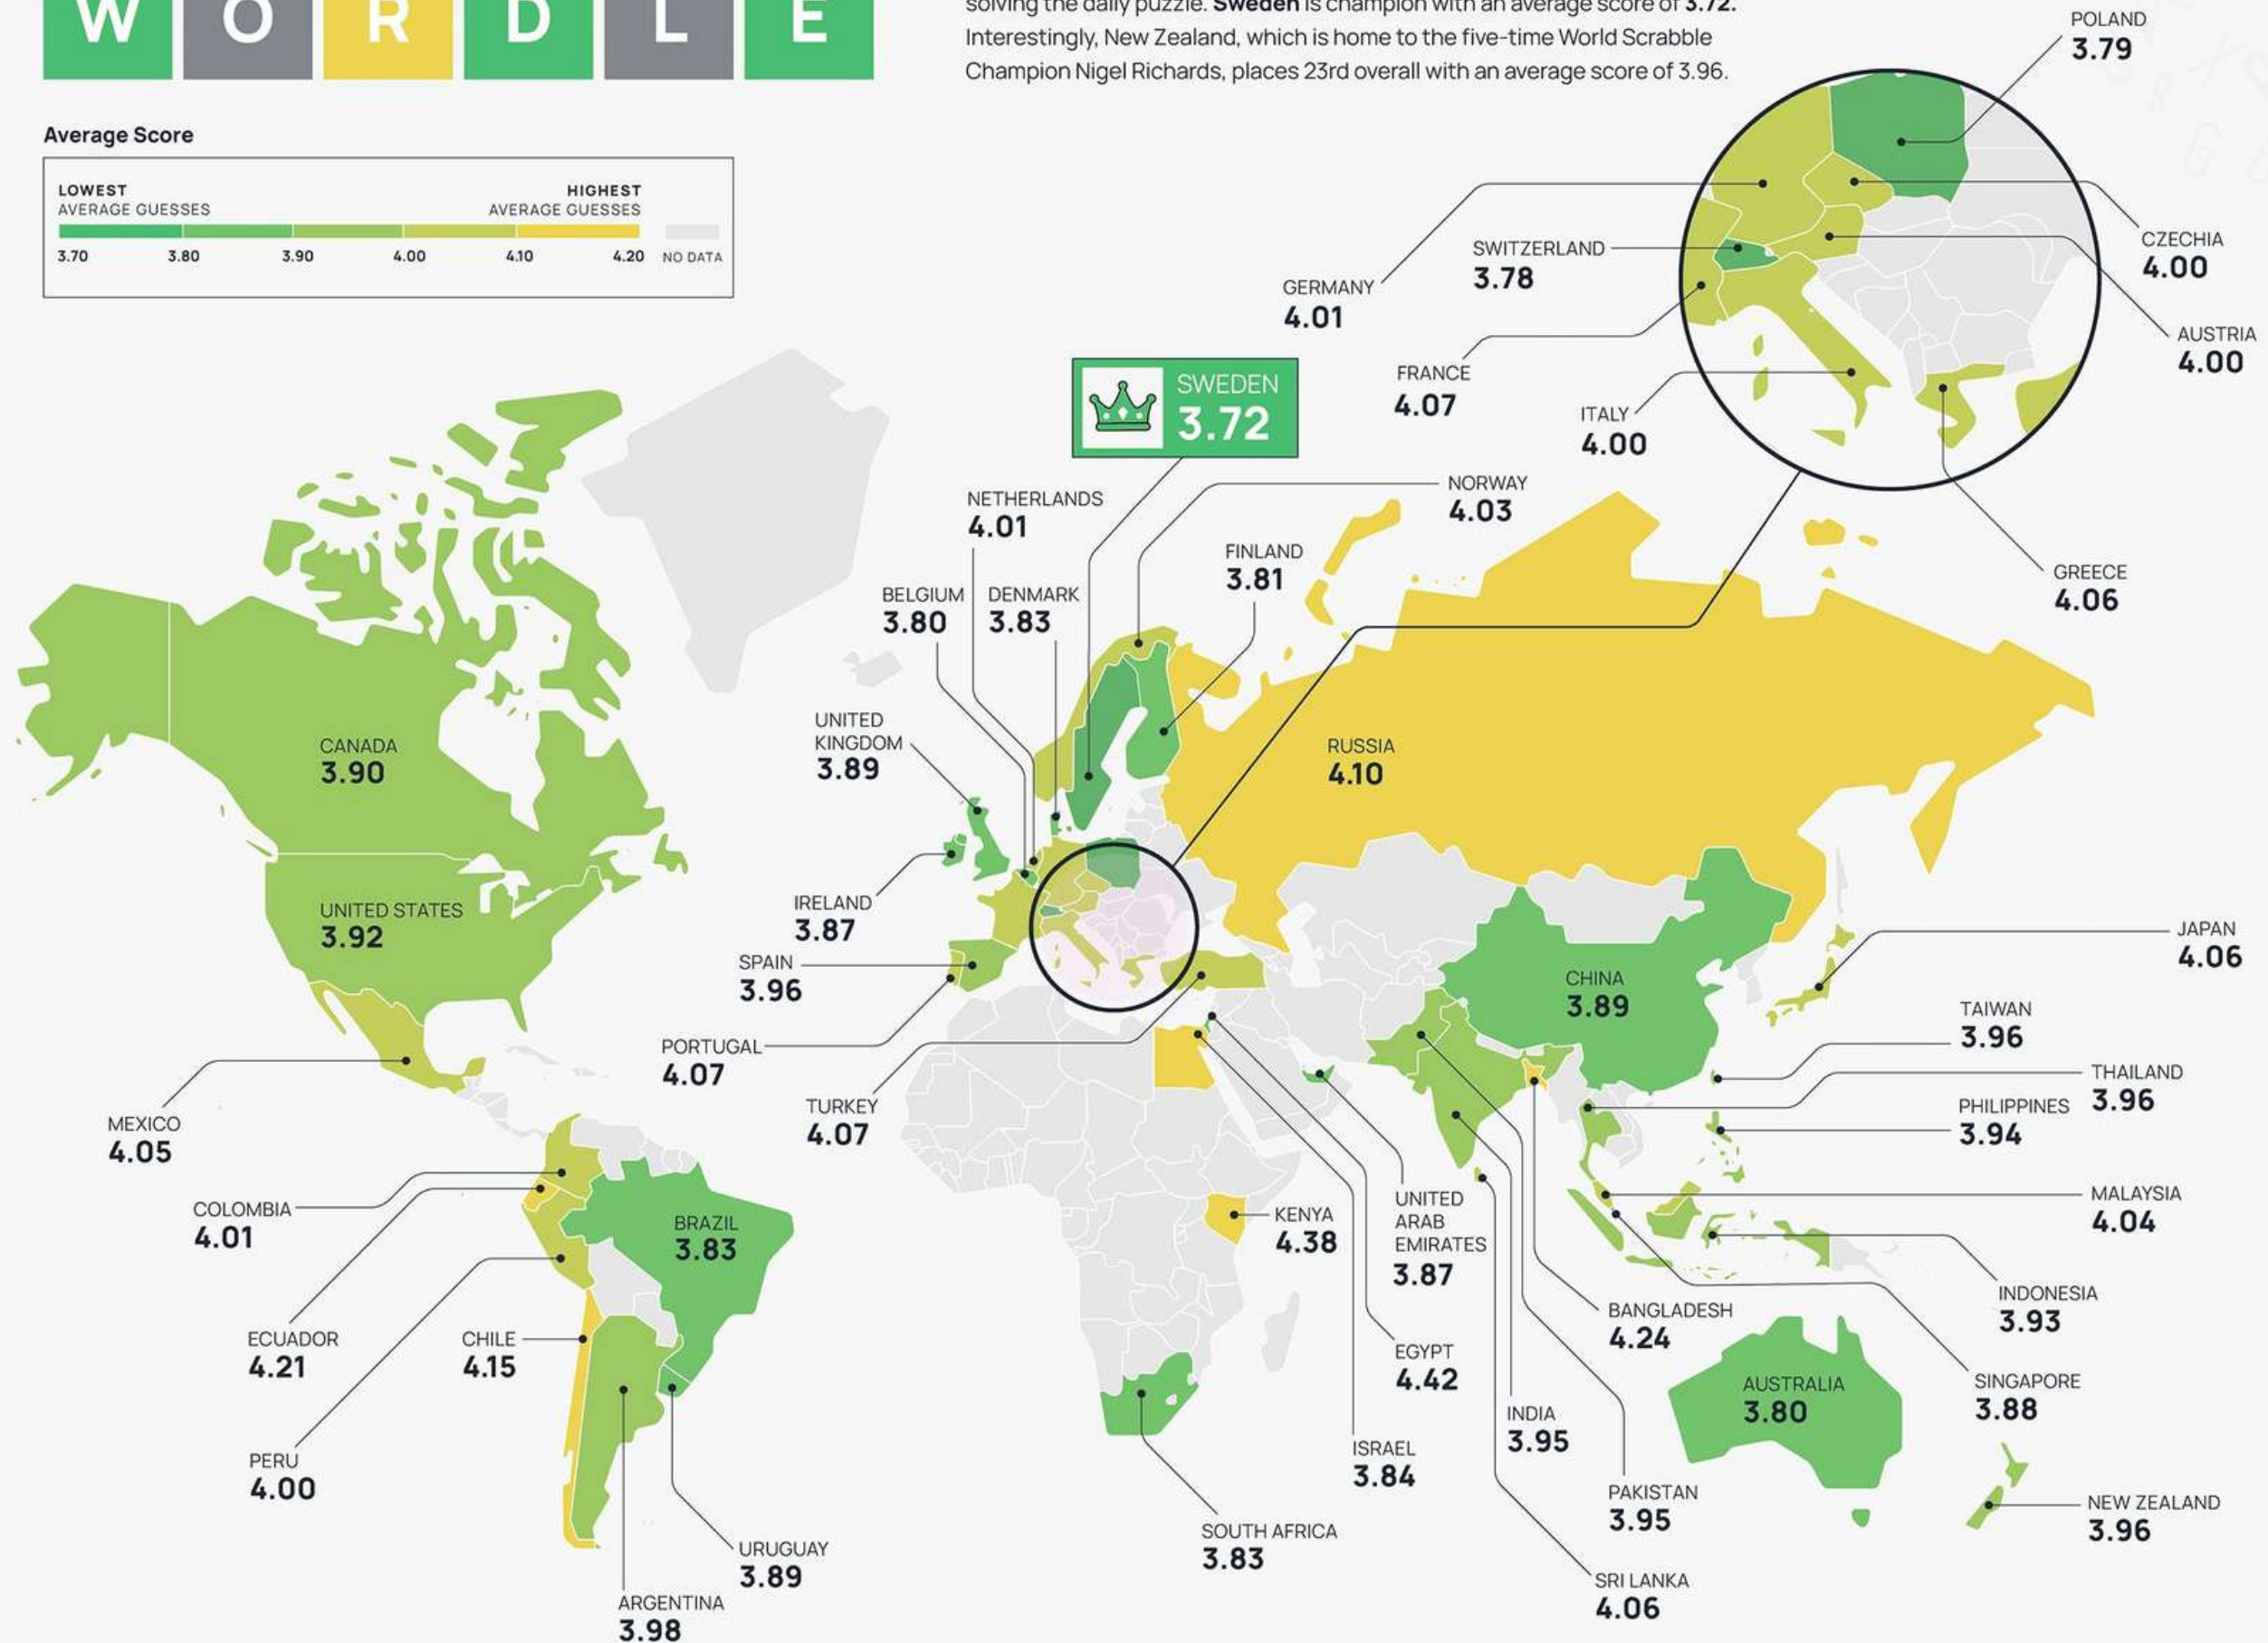 WORDLE
solving the daily puzzle. Sweden is champion with an average score of 3.72.
Interestingly, New Zealand, which is home to the five-time World Scrabble
Champion Nigel Richards, places 23rd overall with an average score of 3.96.
Average Score
LOWEST
AVERAGE GUESSES
HIGHEST
AVERAGE GUESSES
3.70 3.80 3.90 4.00 4.10 4.20 NO DATA
POLAND
3.79
CZECHIA
4.00
AUSTRIA
4.00
SWITZERLAND
3.78
GERMANY
4.01
FRANCE
4.07
ITALY
4.00
GREECE
4.06
SWEDEN
3.72
NORWAY
4.03
NETHERLANDS
4.01
FINLAND
3.81
BELGIUM
3.80
DENMARK
3.83
UNITED
KINGDOM
3.89
CANADA
3.90
RUSSIA
4.10
UNITED STATES
3.92
IRELAND
3.87
SPAIN
3.96
PORTUGAL
4.07
TURKEY
4.07
CHINA
3.89
JAPAN
4.06
TAIWAN
3.96
THAILAND
3.96
PHILIPPINES
3.94
MALAYSIA
4.04
MEXICO
4.05
COLOMBIA
4.01
BRAZIL
3.83
KENYA
4.38
UNITED
ARAB
EMIRATES
3.87
INDONESIA
3.93
BANGLADESH
4.24
ECUADOR
4.21
CHILE
4.15
EGYPT
4.42
AUSTRALIA
3.80
SINGAPORE
3.88
INDIA
3.95
ISRAEL
3.84
PERU
4.00
PAKISTAN
3.95
NEW ZEALAND
3.96
SOUTH AFRICA
3.83
URUGUAY
3.89
SRI LANKA
4.06
ARGENTINA
3.98